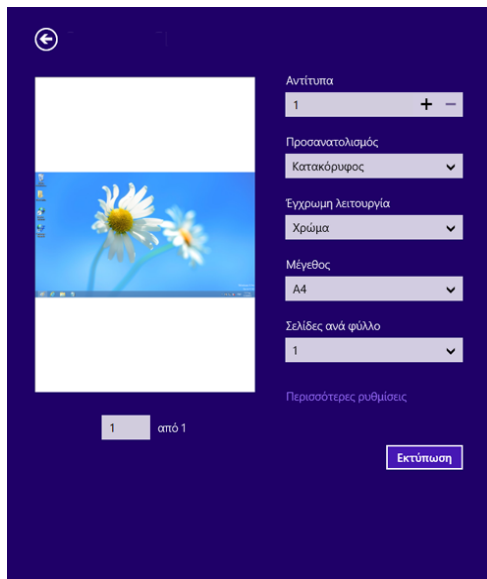 Αντίτυπα
1
Προσανατολισμός
Κατακόρυφος
Έγχρωμη λειτουργία
Χρώμα
Μέγεθος
A4
Σελίδες ανά φύλλο
1
Περισσότερες ρυθμίσεις
1 από 1
Εκτύπωση